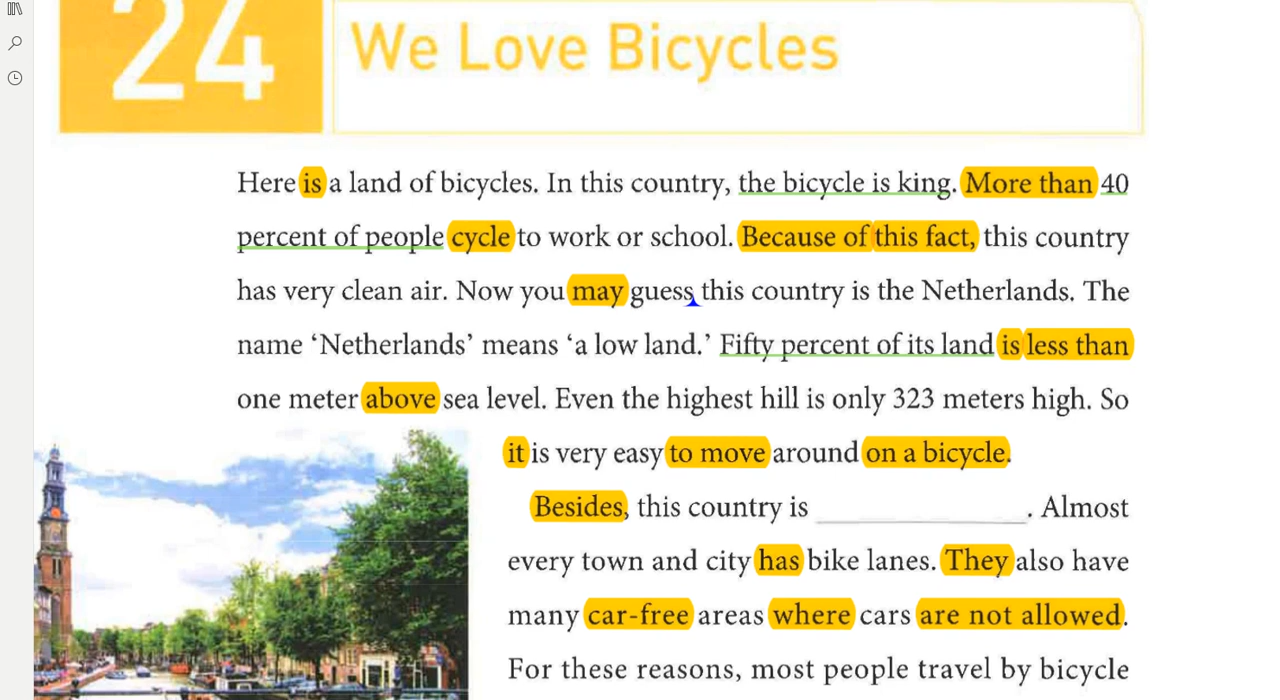 24
We Love Bicycles
Here is a land of bicycles. In this country, the bicycle is king. More than 40
percent of people cycle to work or school. Because of this fact, this country
has very clean air. Now you may guess this country is the Netherlands. The
name ‘Netherlands’ means ‘a low land.’ Fifty percent of its land is less than
one meter above sea level. Even the highest hill is only 323 meters high. So
it is very easy to move around on a bicycle.
Besides, this country is ____________. Almost
every town and city has bike lanes. They also have
many car-free areas where cars are not allowed.
For these reasons, most people travel by bicycle